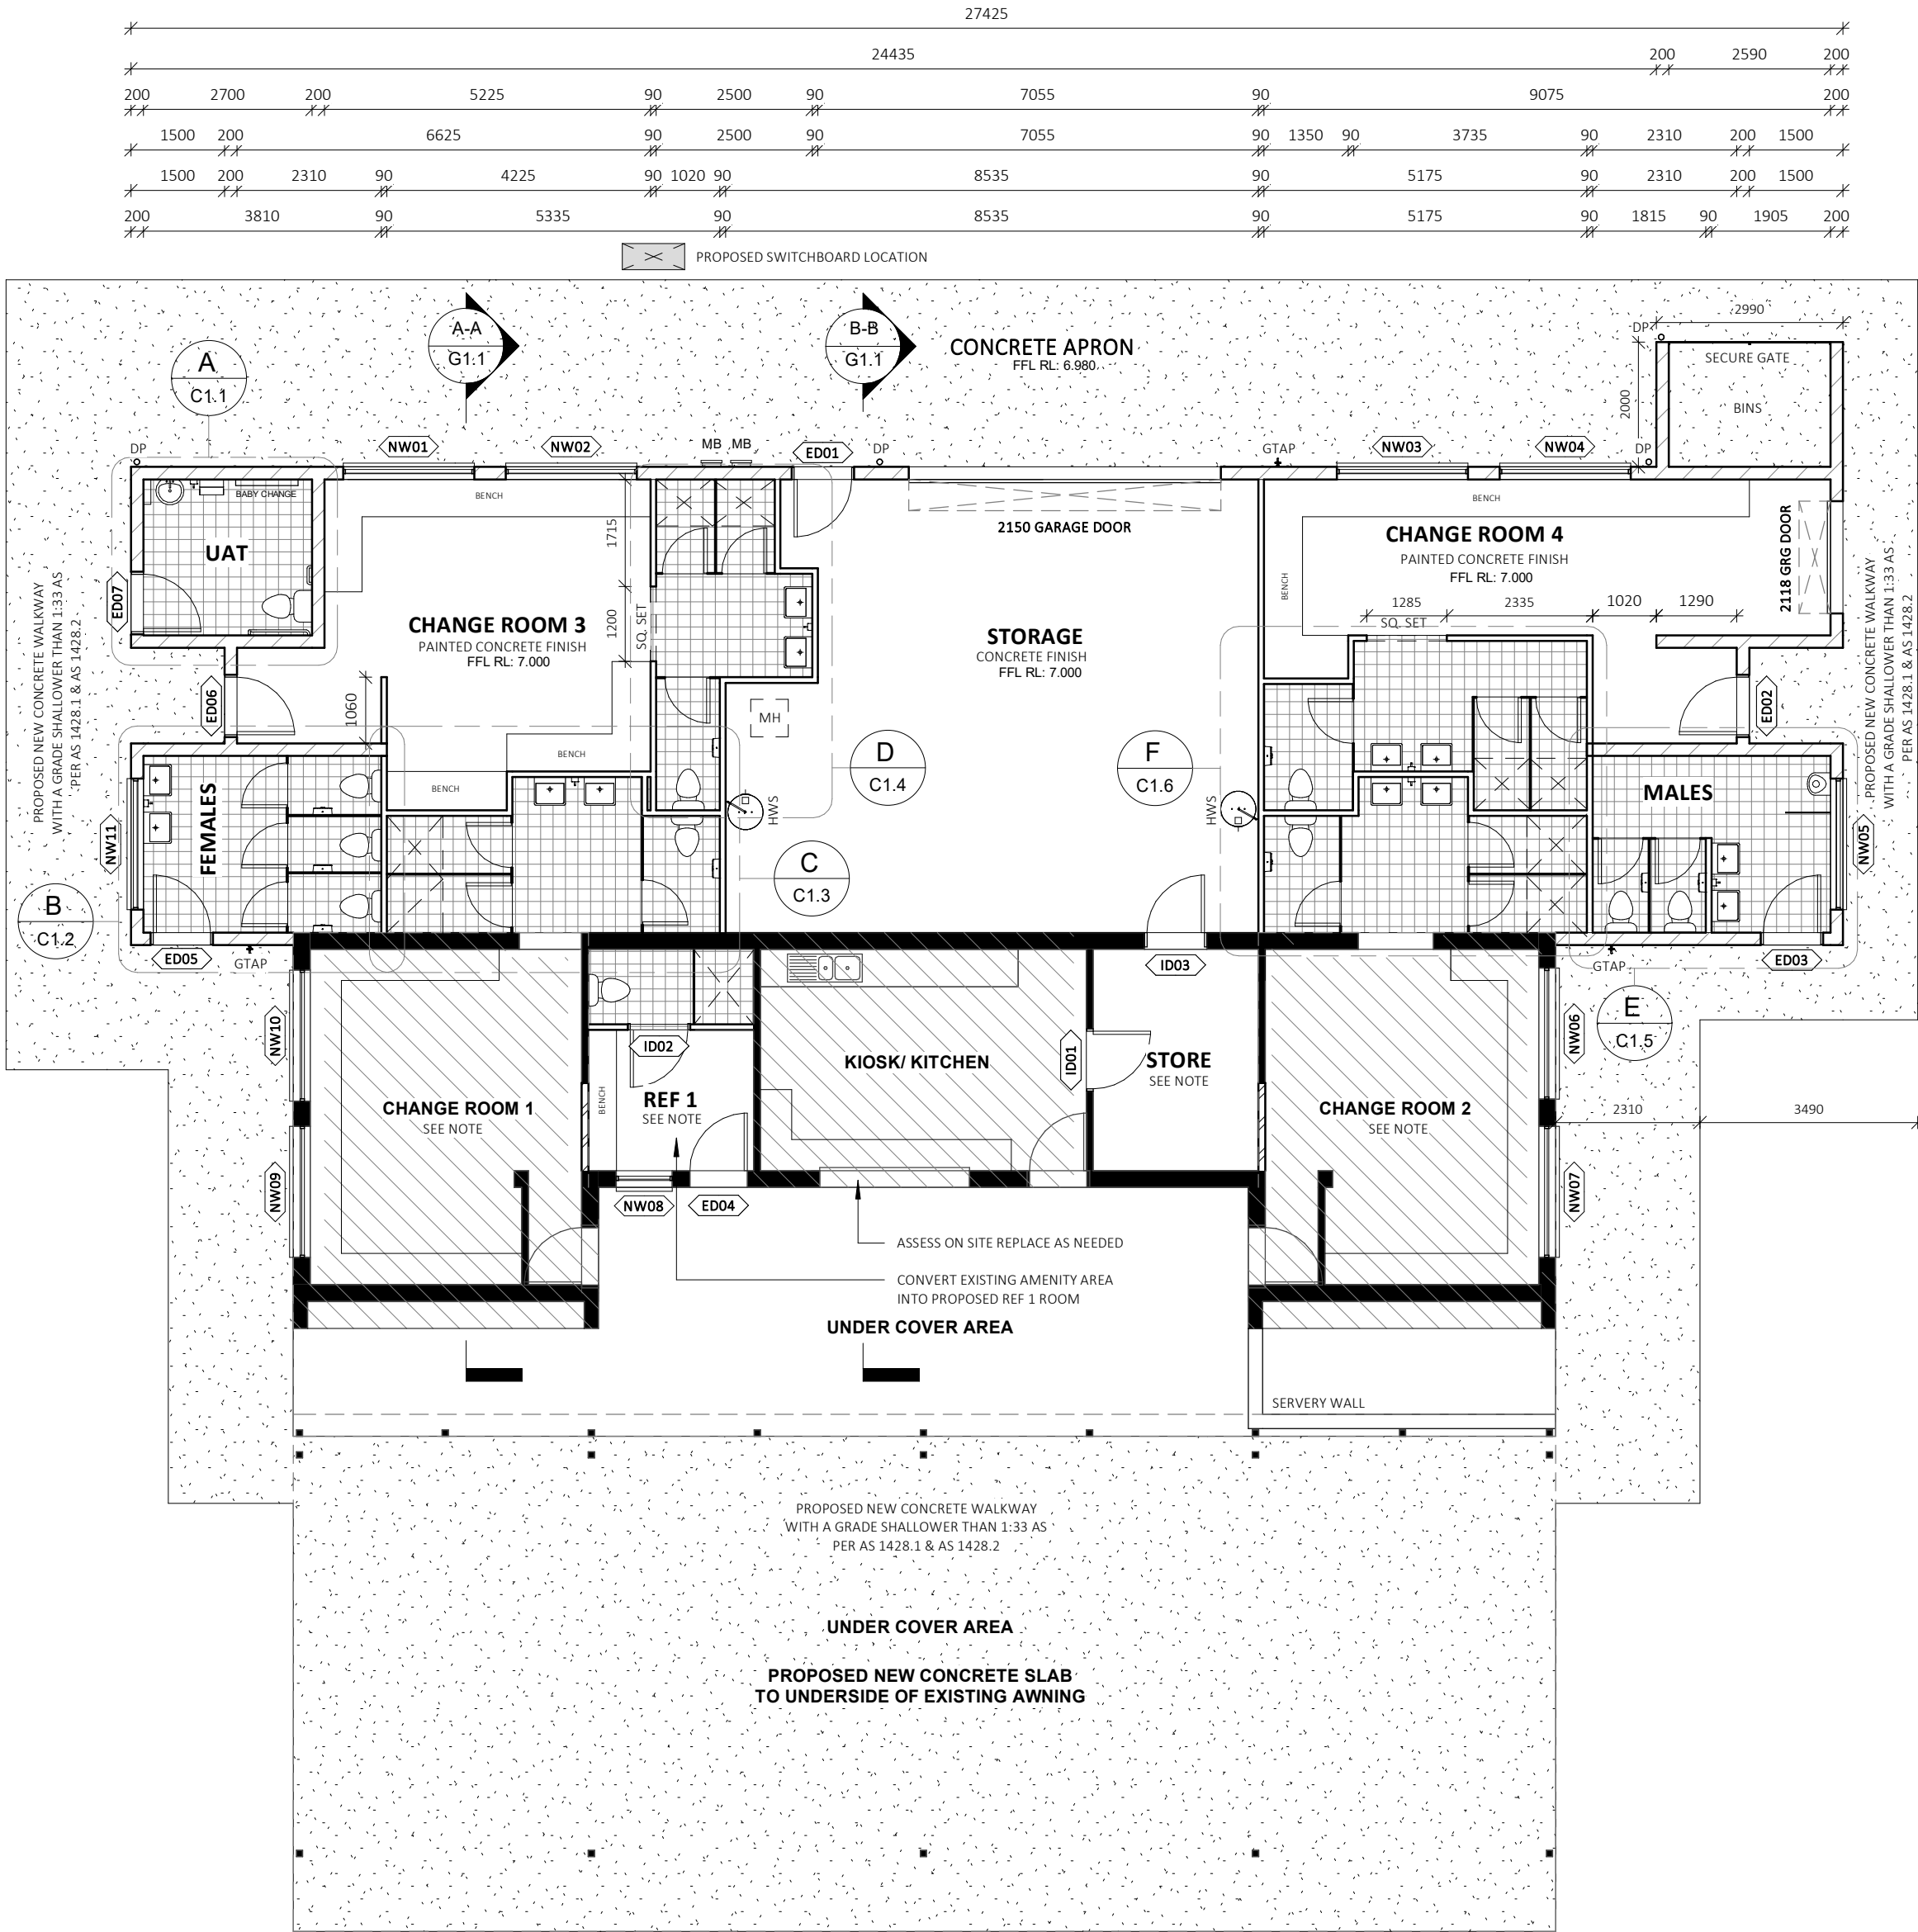 27425
24435 200 2590 200
200 2700 200 5225 90 2500 90 7055 90 9075 200
1500 200 6625 90 2500 90 7055 90 1350 90 3735 90 2310 200 1500
1500 200 2310 90 4225 90 1020 90 8535 90 5175 90 2310 200 1500
200 3810 90 5335 90 8535 90 5175 90 1815 90 1905 200
PROPOSED SWITCHBOARD LOCATION
A-A
G1.1
B-B
G1.1
CONCRETE APRON
FFL RL: 6.980
A
C1.1
2990
DP
SECURE GATE
BINS
2000
DP
NW01
NW02
MB MB
ED01
DP
GTAP
NW03
NW04
DP
BABY CHANGE
BENCH
BENCH
UAT
1715
2150 GARAGE DOOR
CHANGE ROOM 4
PAINTED CONCRETE FINISH
FFL RL: 7.000
2118 GRG DOOR
BENCH
PROPOSED NEW CONCRETE WALKWAY
WITH A GRADE SHALLOWER THAN 1:33 AS
PER AS 1428.1 & AS 1428.2
ED07
CHANGE ROOM 3
PAINTED CONCRETE FINISH
FFL RL: 7.000
1200
SQ. SET
STORAGE
CONCRETE FINISH
FFL RL: 7.000
1285
SQ. SET
2335
1020
1290
PROPOSED NEW CONCRETE WALKWAY
WITH A GRADE SHALLOWER THAN 1:33 AS
PER AS 1428.1 & AS 1428.2
ED06
1060
MH
ED02
BENCH
BENCH
D
C1.4
F
C1.6
HWS
HWS
MALES
FEMALES
NW11
NW05
C
C1.3
B
C1.2
ED05
GTAP
ID03
GTAP
ED03
E
C1.5
NW10
ID02
KIOSK/ KITCHEN
ID01
STORE
SEE NOTE
NW06
CHANGE ROOM 1
SEE NOTE
BENCH
REF 1
SEE NOTE
CHANGE ROOM 2
SEE NOTE
2310
3490
NW09
NW08
ED04
NW07
ASSESS ON SITE REPLACE AS NEEDED
CONVERT EXISTING AMENITY AREA
INTO PROPOSED REF 1 ROOM
UNDER COVER AREA
SERVERY WALL
PROPOSED NEW CONCRETE WALKWAY
WITH A GRADE SHALLOWER THAN 1:33 AS
PER AS 1428.1 & AS 1428.2
UNDER COVER AREA
PROPOSED NEW CONCRETE SLAB
TO UNDERSIDE OF EXISTING AWNING